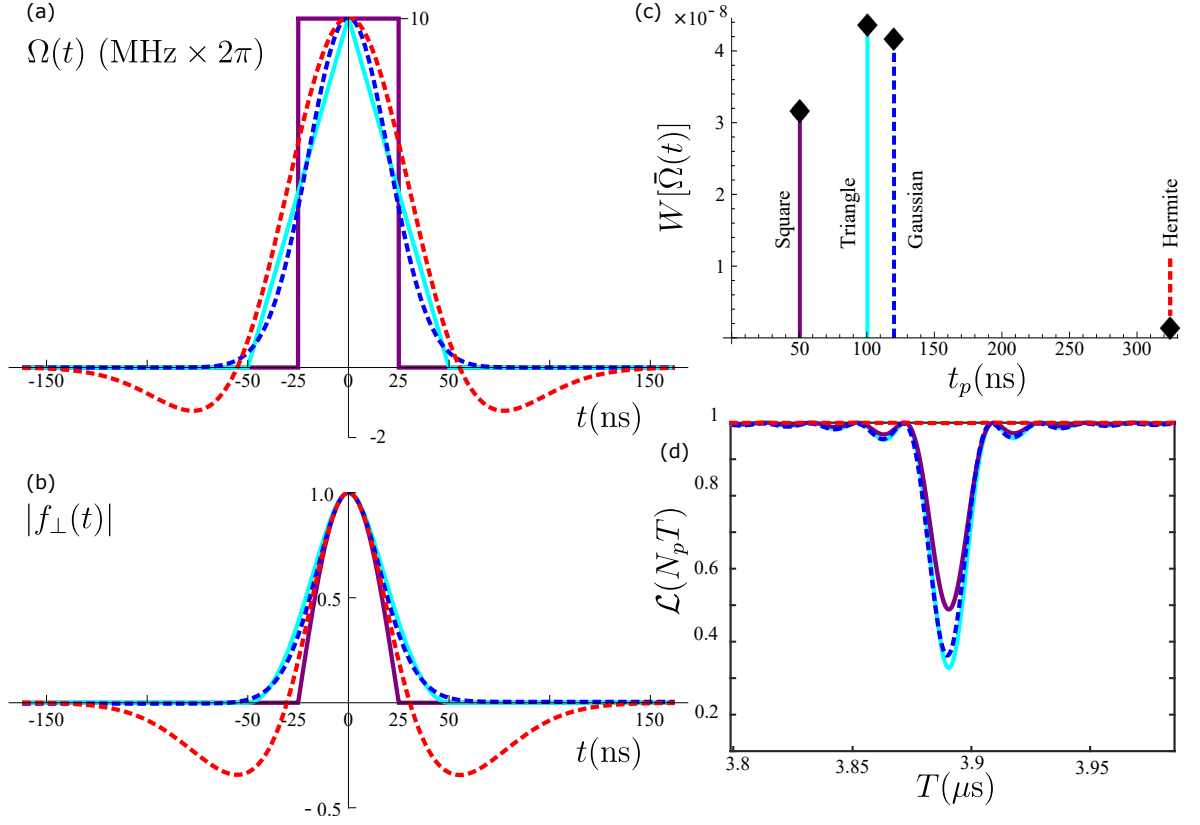 (a)
Ω(t) (MHz × 2π)
10
-150
-50
-25
0
25
50
150
t(ns)
-2
(b)
|f⊥(t)|
1.0
0.5
-150
-50
-25
0
25
50
150
t(ns)
-0.5
(c)
×10⁻⁸
4
3
2
1
W[Ω̄(t)]
Square
Triangle
Gaussian
Hermite
50
100
150
200
250
300
t_p(ns)
(d)
1
0.8
0.6
0.4
0.2
𝓛(N_pT)
3.8
3.85
3.9
3.95
T(μs)